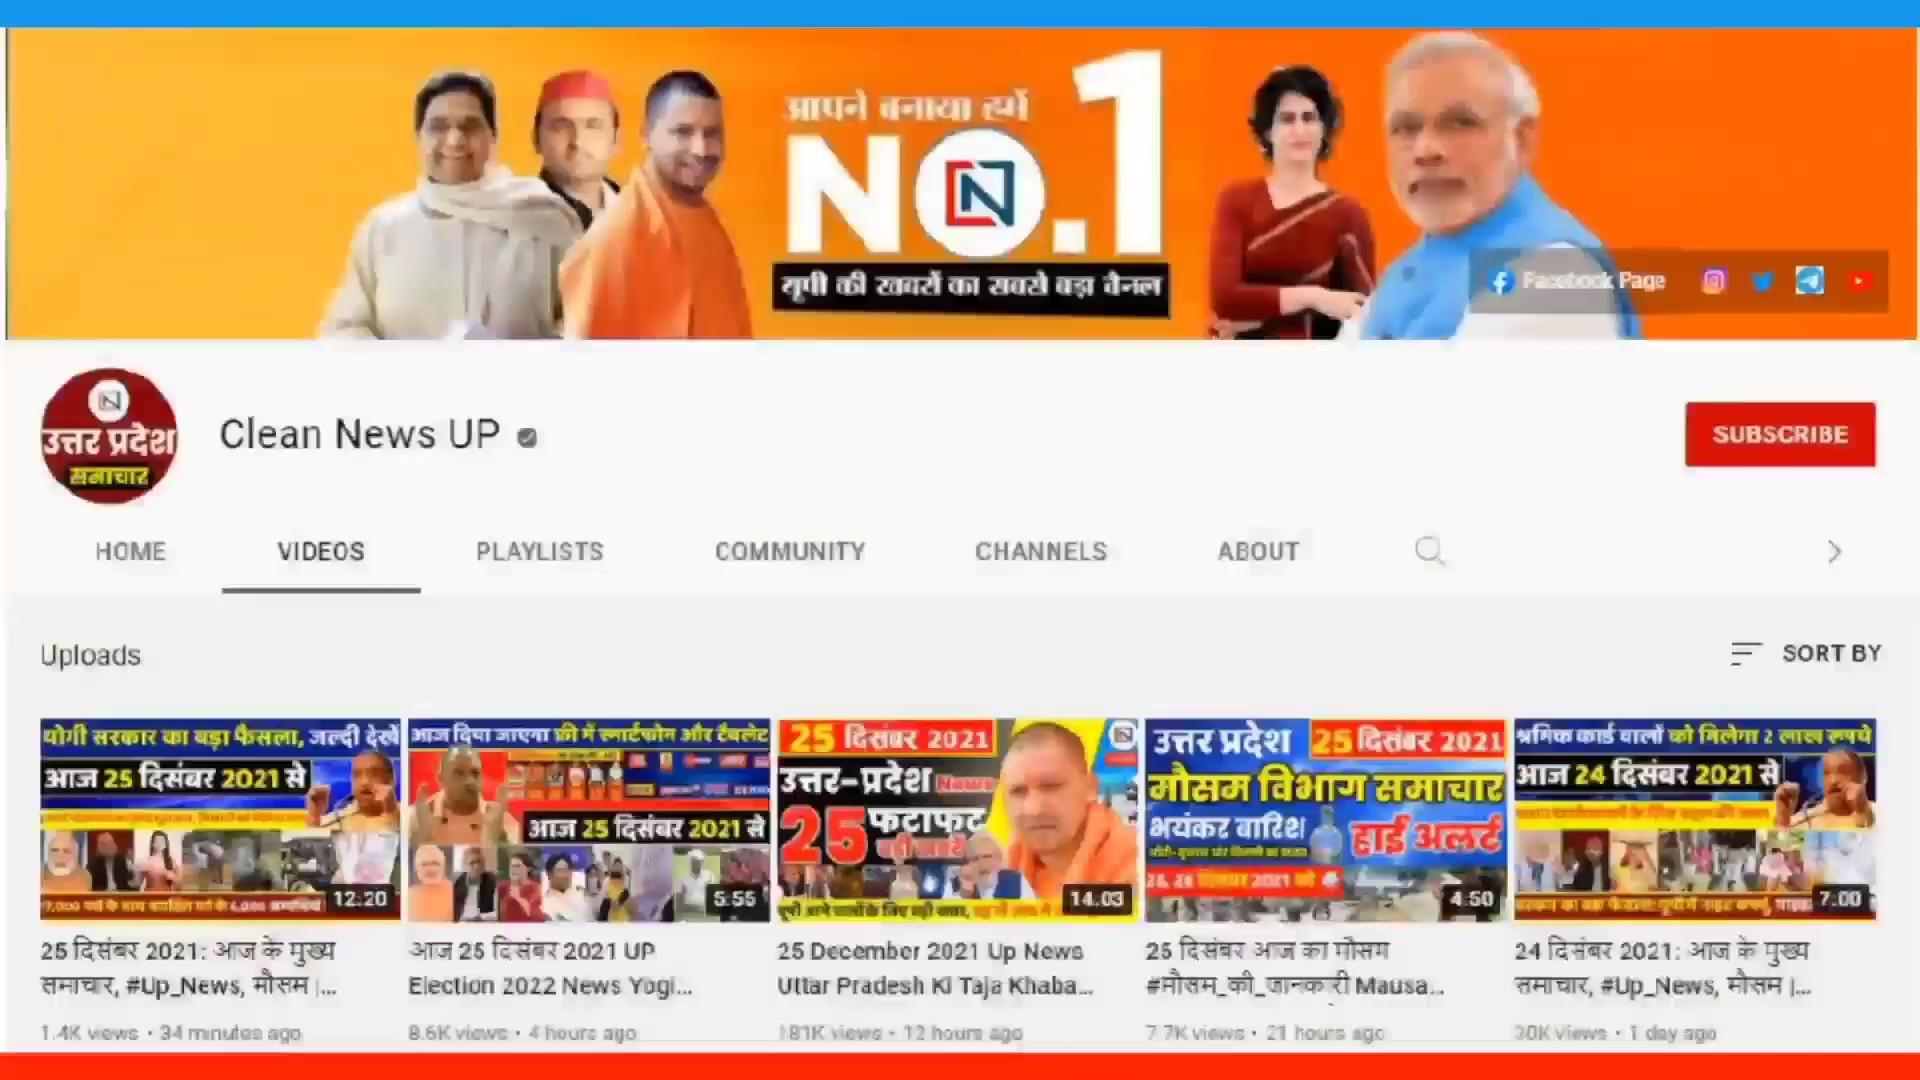 आपने बनाया हमें
NO.1
यूपी की खबरों का सबसे बड़ा चैनल
Facebook Page
उत्तर प्रदेश
समाचार
Clean News UP
SUBSCRIBE
HOME VIDEOS PLAYLISTS COMMUNITY CHANNELS ABOUT
Uploads
SORT BY
योगी सरकार का बड़ा फैसला, जल्दी देखें
आज 25 दिसंबर 2021 से
12:20
आज दिया जाएगा फ्री में स्मार्टफोन और टैबलेट
आज 25 दिसंबर 2021 से
5:55
25 दिसंबर 2021
उत्तर-प्रदेश News
25 फटाफट
14:03
उत्तर प्रदेश 25 दिसंबर 2021
मौसम विभाग समाचार
भयंकर बारिश हाई अलर्ट
4:50
श्रमिक कार्ड वालों को मिलेगा 2 लाख रूपये
आज 24 दिसंबर 2021 से
7:00
25 दिसंबर 2021: आज के मुख्य
समाचार, #Up_News, मौसम |...
1.4K views • 34 minutes ago
आज 25 दिसंबर 2021 UP
Election 2022 News Yogi...
8.6K views • 4 hours ago
25 December 2021 Up News
Uttar Pradesh Ki Taja Khaba...
181K views • 12 hours ago
25 दिसंबर आज का मौसम
#मौसम_की_जानकारी Mausa...
7.7K views • 21 hours ago
24 दिसंबर 2021: आज के मुख्य
समाचार, #Up_News, मौसम |...
30K views • 1 day ago